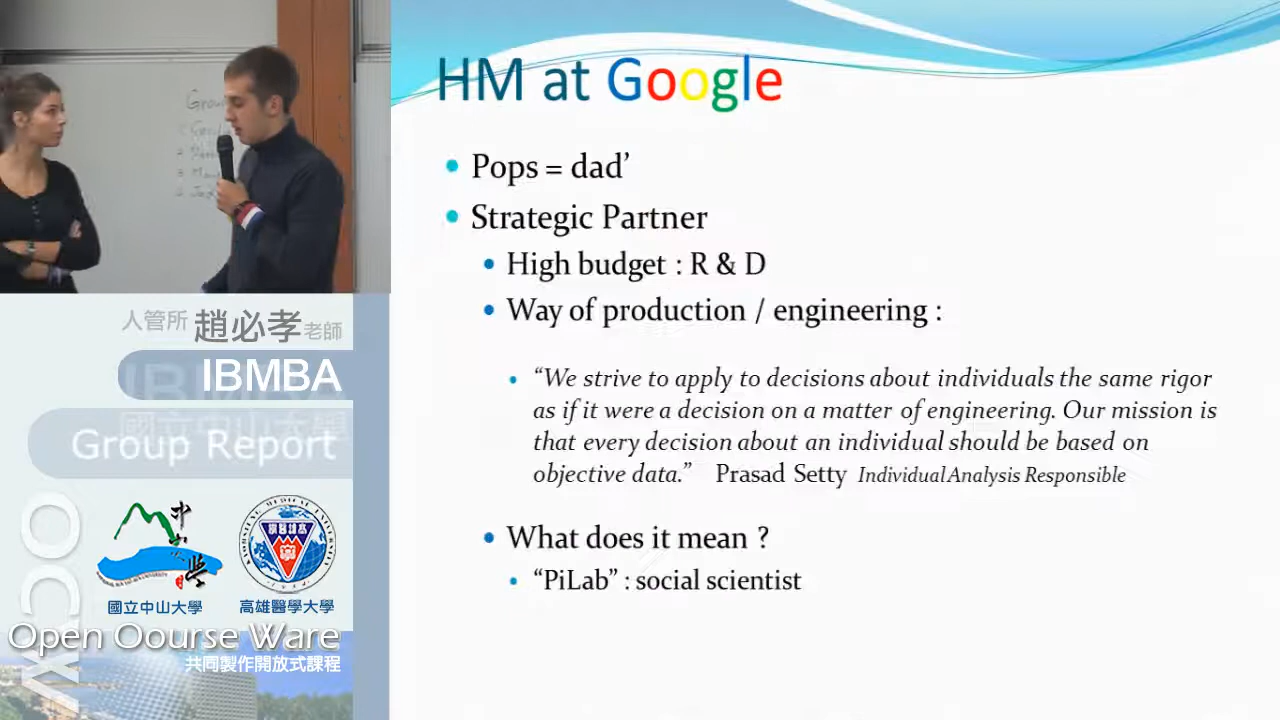 HM at Google
Pops = dad’
Strategic Partner
High budget : R & D
Way of production / engineering :
“We strive to apply to decisions about individuals the same rigor
as if it were a decision on a matter of engineering. Our mission is
that every decision about an individual should be based on
objective data.” Prasad Setty Individual Analysis Responsible
What does it mean ?
“PiLab” : social scientist
人管所 趙必孝 老師
IBMBA
Group Report
國立中山大學
高雄醫學大學
Open Oourse Ware
共同製作開放式課程
OCW